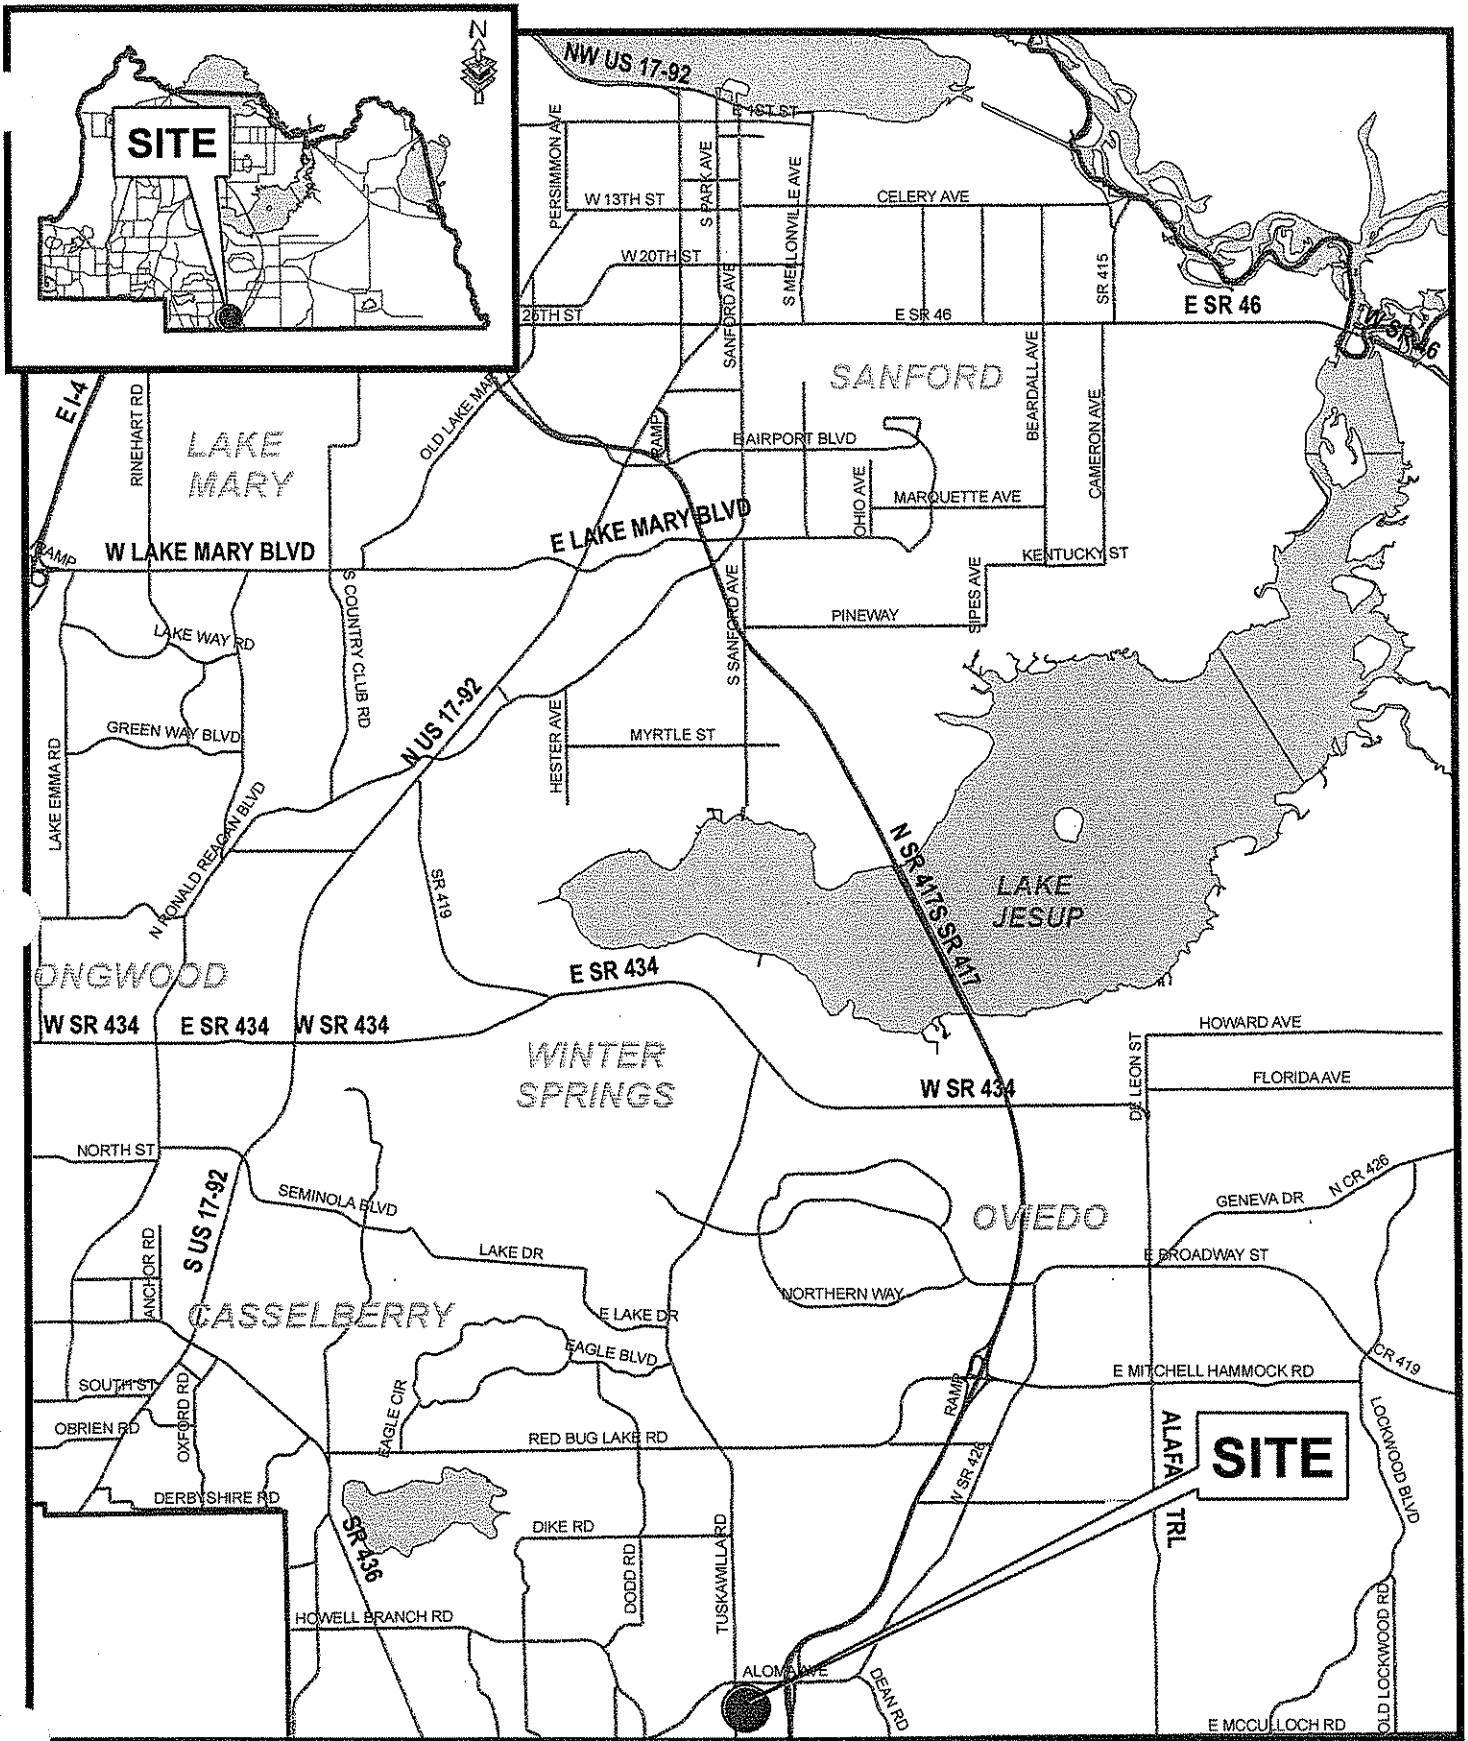 N
SITE
NW US 17-92
E 1ST ST
PERSIMMON AVE
S PARK AVE
S MELLONVILLE AVE
W 13TH ST
CELERY AVE
W 20TH ST
SANFORD AVE
SR 415
E SR 46
25TH ST
E SR 46
W SR 46
SANFORD
BEARDALL AVE
CAMERON AVE
E I-4
RINEHART RD
LAKE
MARY
OLD LAKE MAR
RAMP
E AIRPORT BLVD
OHIO AVE
MARQUETTE AVE
E LAKE MARY BLVD
W LAKE MARY BLVD
RAMP
KENTUCKY ST
SIPES AVE
S COUNTRY CLUB RD
S SANFORD AVE
PINEWAY
LAKE WAY RD
N US 17-92
GREEN WAY BLVD
HESTER AVE
MYRTLE ST
LAKE EMMA RD
N RONALD REAGAN BLVD
SR 419
N SR 417
S SR 417
LAKE
JESUP
ONGWOOD
E SR 434
W SR 434
E SR 434
W SR 434
HOWARD AVE
WINTER
SPRINGS
DE LEON ST
FLORIDA AVE
W SR 434
NORTH ST
S US 17-92
SEMINOLA BLVD
N CR 426
GENEVA DR
OVIEDO
ANCHOR RD
LAKE DR
E BROADWAY ST
NORTHERN WAY
CASSELBERRY
E LAKE DR
EAGLE BLVD
CR 419
E MITCHELL HAMMOCK RD
SOUTH ST
OXFORD RD
EAGLE CIR
RAMP
OBRIEN RD
RED BUG LAKE RD
ALAFA
TRL
SITE
LOCKWOOD BLVD
W SR 426
DERBYSHIRE RD
SR 436
DIKE RD
DODD RD
TUSKAWILLA RD
HOWELL BRANCH RD
OLD LOCKWOOD RD
ALOMA AVE
DEAN RD
E MCCULLOCH RD